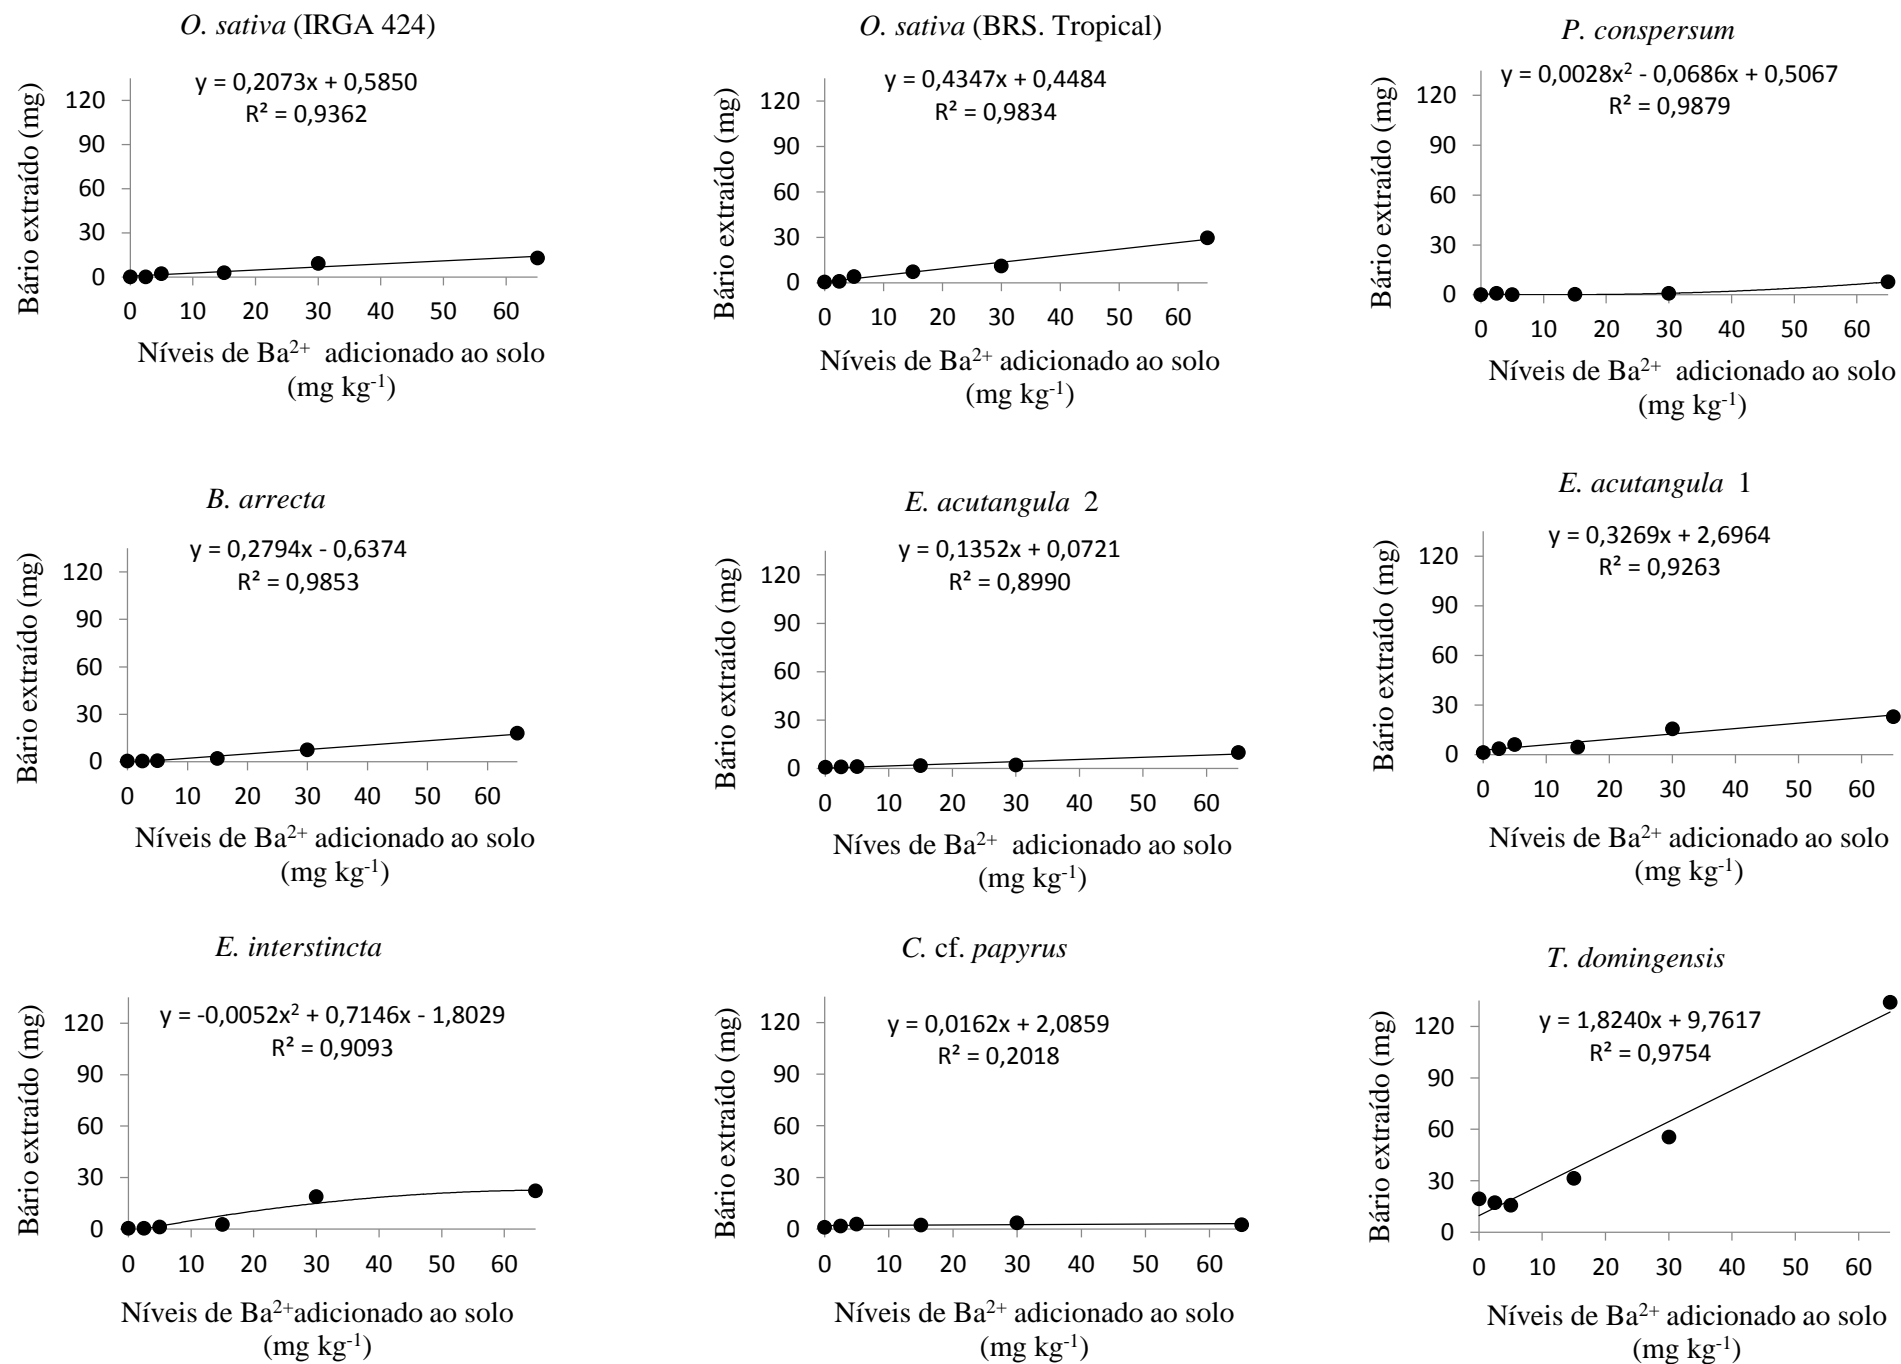 O. sativa (IRGA 424)
y = 0,2073x + 0,5850
R² = 0,9362
Bário extraído (mg)
120
90
60
30
0
0 10 20 30 40 50 60
Níveis de Ba²⁺ adicionado ao solo
(mg kg⁻¹)
O. sativa (BRS. Tropical)
y = 0,4347x + 0,4484
R² = 0,9834
Bário extraído (mg)
120
90
60
30
0
0 10 20 30 40 50 60
Níveis de Ba²⁺ adicionado ao solo
(mg kg⁻¹)
P. conspersum
y = 0,0028x² - 0,0686x + 0,5067
R² = 0,9879
Bário extraído (mg)
120
90
60
30
0
0 10 20 30 40 50 60
Níveis de Ba²⁺ adicionado ao solo
(mg kg⁻¹)
B. arrecta
y = 0,2794x - 0,6374
R² = 0,9853
Bário extraído (mg)
120
90
60
30
0
0 10 20 30 40 50 60
Níveis de Ba²⁺ adicionado ao solo
(mg kg⁻¹)
E. acutangula 2
y = 0,1352x + 0,0721
R² = 0,8990
Bário extraído (mg)
120
90
60
30
0
0 10 20 30 40 50 60
Níves de Ba²⁺ adicionado ao solo
(mg kg⁻¹)
E. acutangula 1
y = 0,3269x + 2,6964
R² = 0,9263
Bário extraído (mg)
120
90
60
30
0
0 10 20 30 40 50 60
Níveis de Ba²⁺ adicionado ao solo
(mg kg⁻¹)
E. interstincta
y = -0,0052x² + 0,7146x - 1,8029
R² = 0,9093
Bário extraído (mg)
120
90
60
30
0
0 10 20 30 40 50 60
Níveis de Ba²⁺adicionado ao solo
(mg kg⁻¹)
C. cf. papyrus
y = 0,0162x + 2,0859
R² = 0,2018
Bário extraído (mg)
120
90
60
30
0
0 10 20 30 40 50 60
Níveis de Ba²⁺ adicionado ao solo
(mg kg⁻¹)
T. domingensis
y = 1,8240x + 9,7617
R² = 0,9754
Bário extraído (mg)
120
90
60
30
0
0 10 20 30 40 50 60
Níveis de Ba²⁺ adicionado ao solo
(mg kg⁻¹)